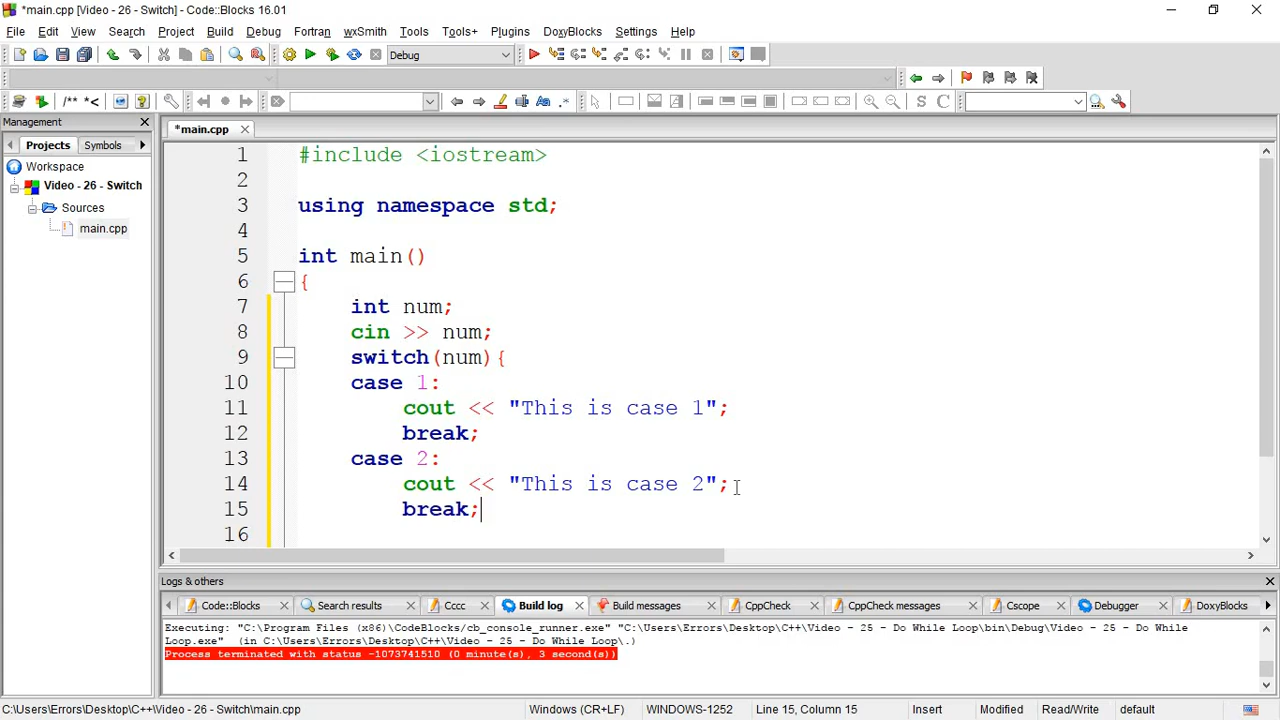 *main.cpp [Video - 26 - Switch] - Code::Blocks 16.01
File Edit View Search Project Build Debug Fortran wxSmith Tools Tools+ Plugins DoxyBlocks Settings Help
Debug
/** *<
Aa .*
S C
Management
Projects Symbols
Workspace
Video - 26 - Switch
Sources
main.cpp
*main.cpp
1 #include <iostream>
2
3 using namespace std;
4
5 int main()
6 {
7 int num;
8 cin >> num;
9 switch(num){
10 case 1:
11 cout << "This is case 1";
12 break;
13 case 2:
14 cout << "This is case 2";
15 break;
16
Logs & others
Code::Blocks Search results Cccc Build log Build messages CppCheck CppCheck messages Cscope Debugger DoxyBlocks
Executing: "C:\Program Files (x86)\CodeBlocks/cb_console_runner.exe" "C:\Users\Errors\Desktop\C++\Video - 25 - Do While Loop\bin\Debug\Video - 25 - Do While
Loop.exe" (in C:\Users\Errors\Desktop\C++\Video - 25 - Do While Loop\.)
Process terminated with status -1073741510 (0 minute(s), 3 second(s))
C:\Users\Errors\Desktop\C++\Video - 26 - Switch\main.cpp Windows (CR+LF) WINDOWS-1252 Line 15, Column 15 Insert Modified Read/Write default